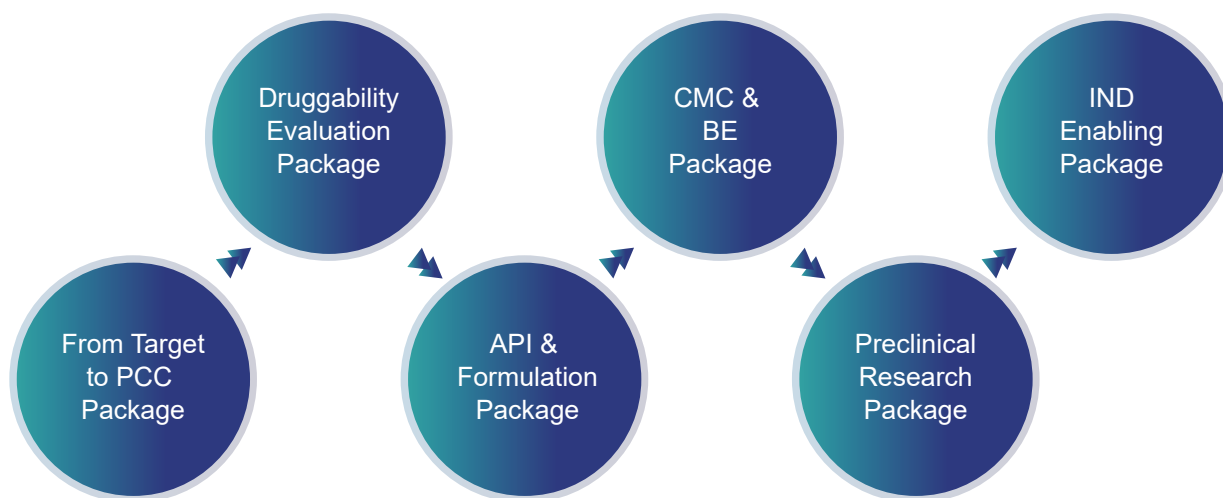 From Target
to PCC
Package
Druggability
Evaluation
Package
API &
Formulation
Package
CMC &
BE
Package
Preclinical
Research
Package
IND
Enabling
Package